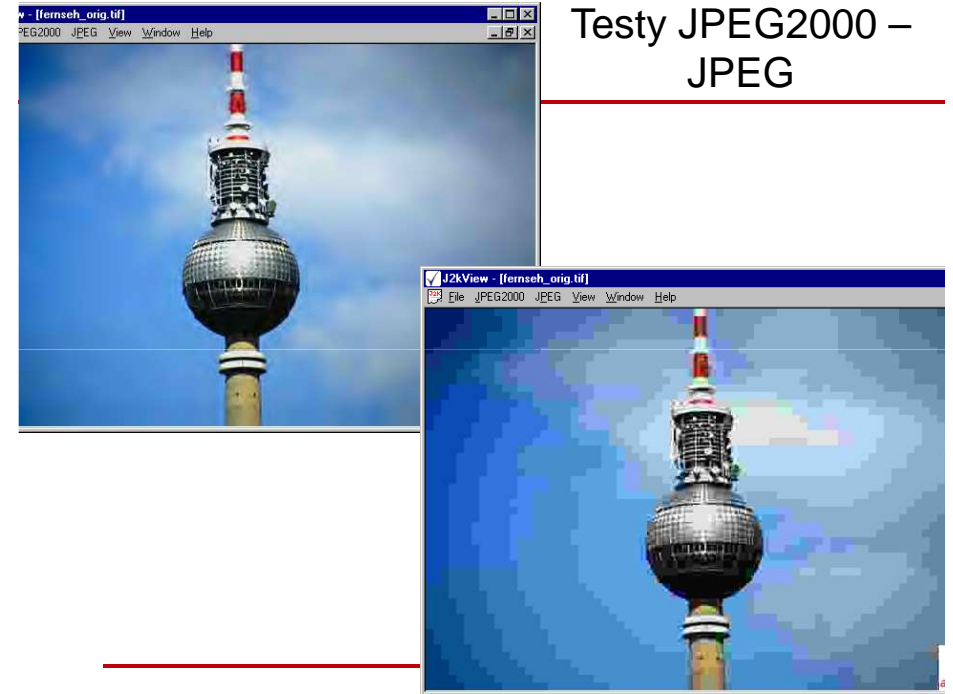 w - [fernseh_orig.tif]
PEG2000 JPEG View Window Help
Testy JPEG2000 –
JPEG
J2kView - [fernseh_orig.tif]
File JPEG2000 JPEG View Window Help